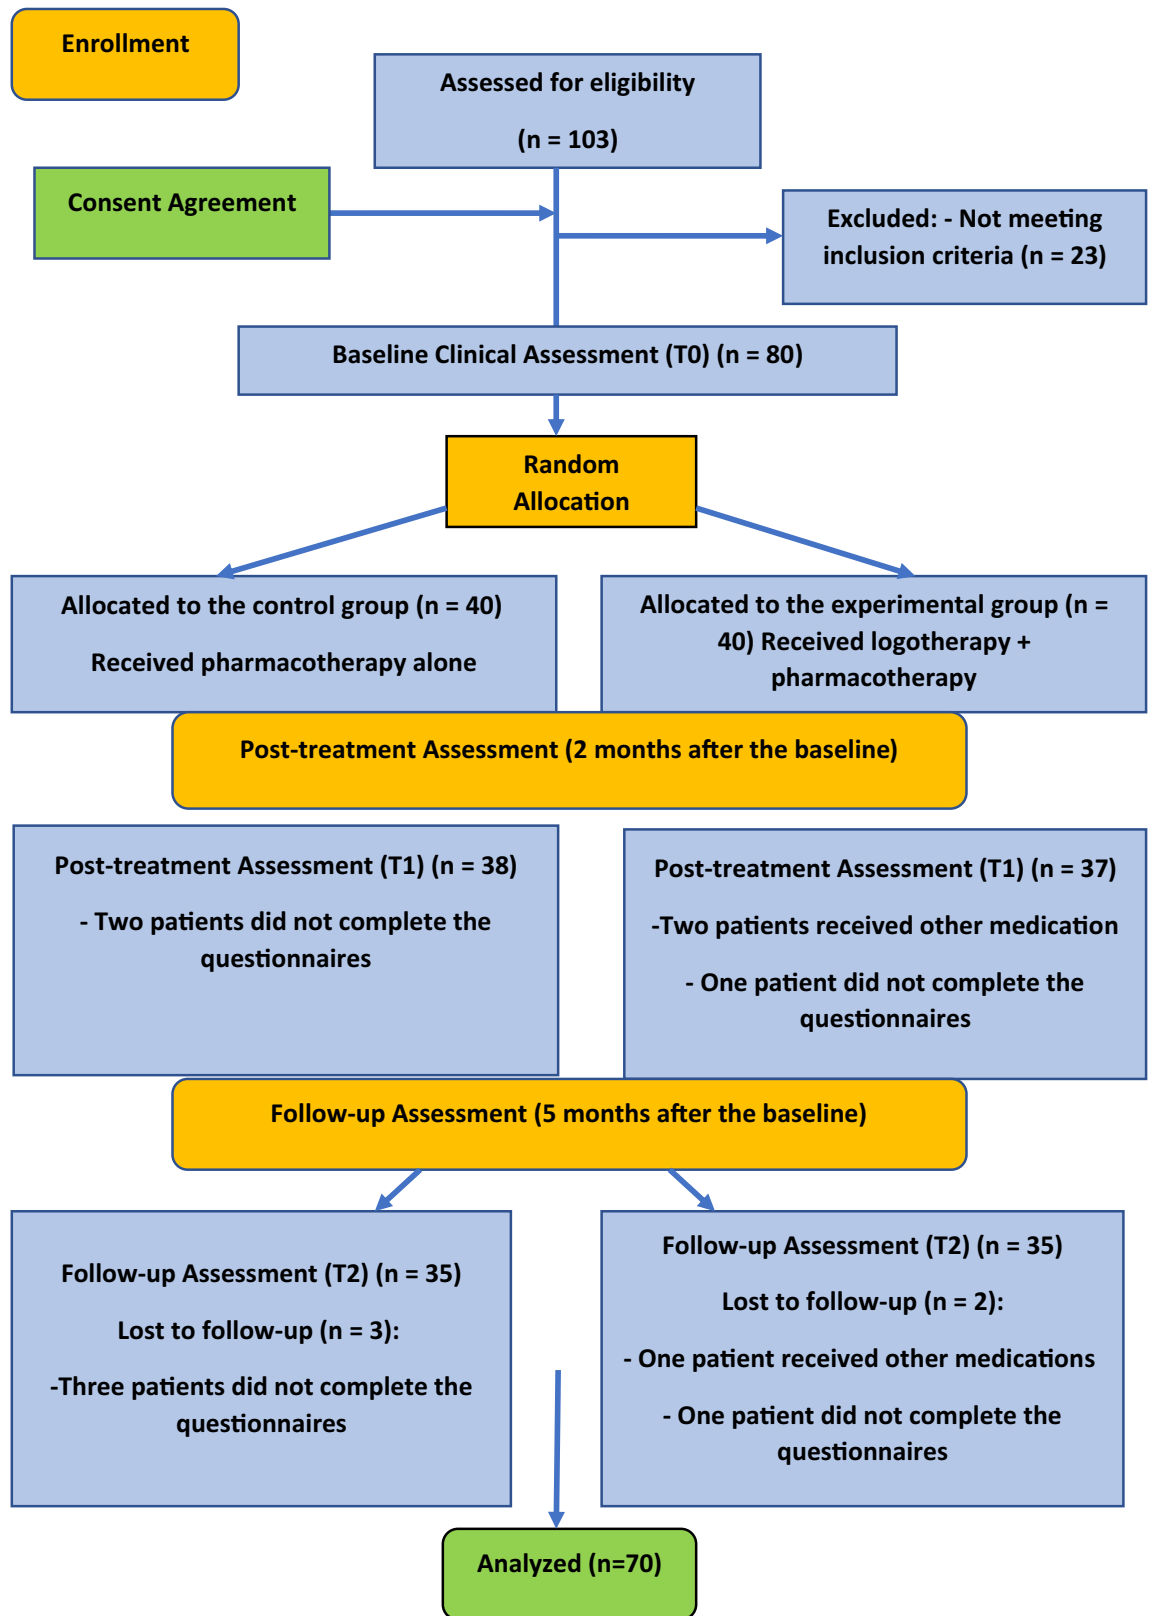 Enrollment
Assessed for eligibility
(n = 103)
Consent Agreement
Excluded: - Not meeting
inclusion criteria (n = 23)
Baseline Clinical Assessment (T0) (n = 80)
Random
Allocation
Allocated to the control group (n = 40)
Received pharmacotherapy alone
Allocated to the experimental group (n =
40) Received logotherapy +
pharmacotherapy
Post-treatment Assessment (2 months after the baseline)
Post-treatment Assessment (T1) (n = 38)
- Two patients did not complete the
questionnaires
Post-treatment Assessment (T1) (n = 37)
-Two patients received other medication
- One patient did not complete the
questionnaires
Follow-up Assessment (5 months after the baseline)
Follow-up Assessment (T2) (n = 35)
Lost to follow-up (n = 3):
-Three patients did not complete the
questionnaires
Follow-up Assessment (T2) (n = 35)
Lost to follow-up (n = 2):
- One patient received other medications
- One patient did not complete the
questionnaires
Analyzed (n=70)